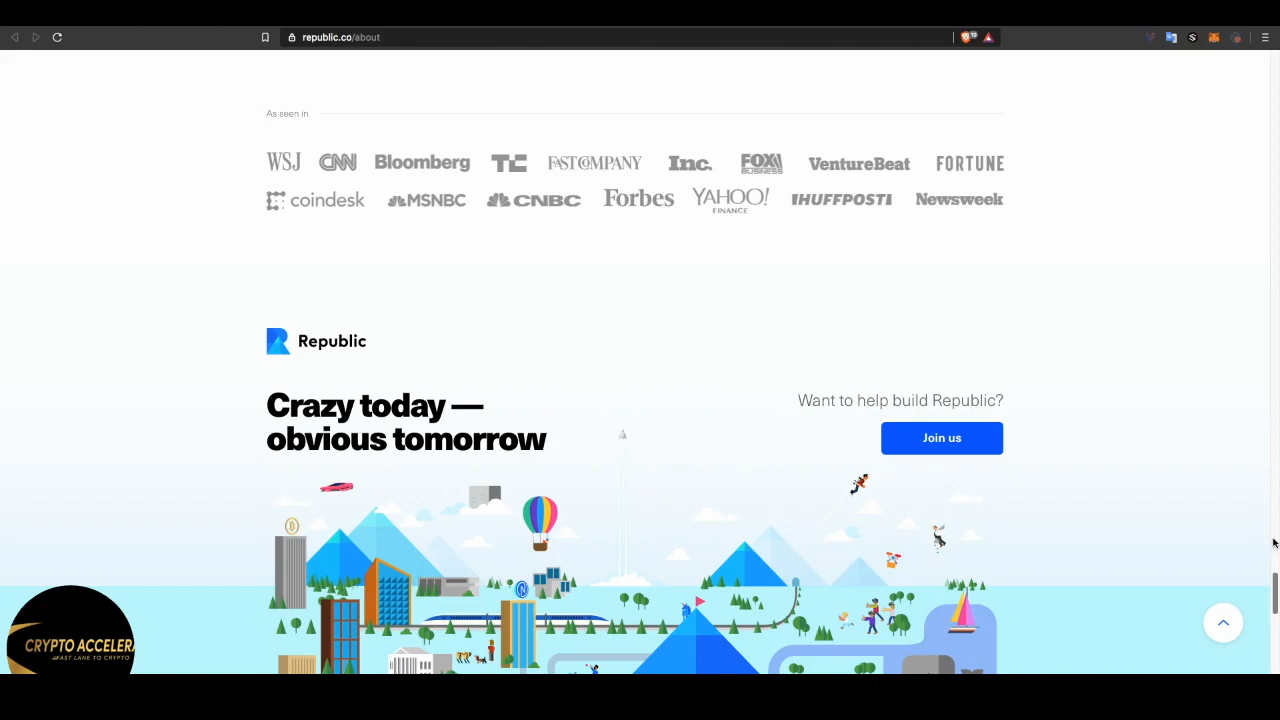 republic.co/about
As seen in
WSJ CNN Bloomberg TC FAST COMPANY Inc. FOX BUSINESS VentureBeat FORTUNE
coindesk MSNBC CNBC Forbes YAHOO! FINANCE IHUFFPOSTI Newsweek
Republic
Crazy today —
obvious tomorrow
Want to help build Republic?
Join us
CRYPTO ACCELERA
FAST LANE TO CRYPTO